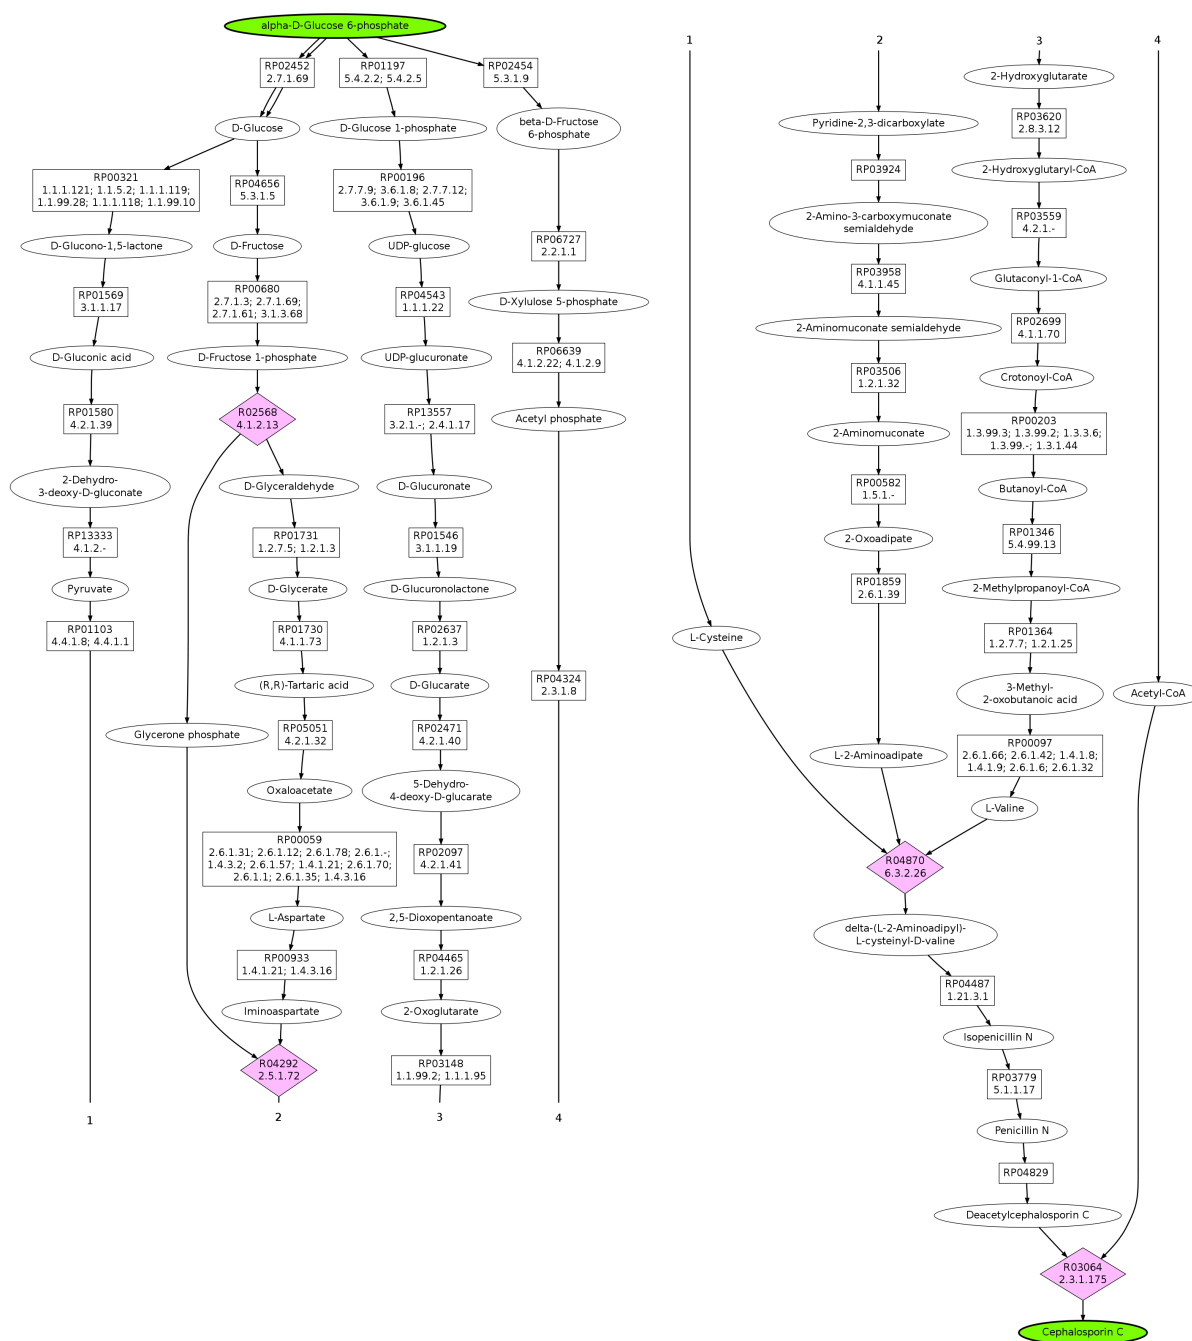 alpha-D-Glucose 6-phosphate
RP02452
2.7.1.69
RP01197
5.4.2.2; 5.4.2.5
RP02454
5.3.1.9
D-Glucose
D-Glucose 1-phosphate
beta-D-Fructose
6-phosphate
RP00321
1.1.1.121; 1.1.5.2; 1.1.1.119;
1.1.99.28; 1.1.1.118; 1.1.99.10
RP04656
5.3.1.5
RP00196
2.7.7.9; 3.6.1.8; 2.7.7.12;
3.6.1.9; 3.6.1.45
D-Glucono-1,5-lactone
D-Fructose
UDP-glucose
RP06727
2.2.1.1
RP01569
3.1.1.17
RP00680
2.7.1.3; 2.7.1.69;
2.7.1.61; 3.1.3.68
RP04543
1.1.1.22
D-Xylulose 5-phosphate
D-Gluconic acid
D-Fructose 1-phosphate
UDP-glucuronate
RP06639
4.1.2.22; 4.1.2.9
RP01580
4.2.1.39
R02568
4.1.2.13
RP13557
3.2.1.-; 2.4.1.17
Acetyl phosphate
2-Dehydro-
3-deoxy-D-gluconate
D-Glyceraldehyde
D-Glucuronate
RP13333
4.1.2.-
RP01731
1.2.7.5; 1.2.1.3
RP01546
3.1.1.19
Pyruvate
D-Glycerate
D-Glucuronolactone
RP01103
4.4.1.8; 4.4.1.1
RP01730
4.1.1.73
RP02637
1.2.1.3
(R,R)-Tartaric acid
D-Glucarate
RP04324
2.3.1.8
Glycerone phosphate
RP05051
4.2.1.32
RP02471
4.2.1.40
Oxaloacetate
5-Dehydro-
4-deoxy-D-glucarate
RP00059
2.6.1.31; 2.6.1.12; 2.6.1.78; 2.6.1.-;
1.4.3.2; 2.6.1.57; 1.4.1.21; 2.6.1.70;
2.6.1.1; 2.6.1.35; 1.4.3.16
RP02097
4.2.1.41
L-Aspartate
2,5-Dioxopentanoate
RP00933
1.4.1.21; 1.4.3.16
RP04465
1.2.1.26
Iminoaspartate
2-Oxoglutarate
R04292
2.5.1.72
RP03148
1.1.99.2; 1.1.1.95
1
2
3
4
1
2
3
4
2-Hydroxyglutarate
Pyridine-2,3-dicarboxylate
RP03620
2.8.3.12
RP03924
2-Hydroxyglutaryl-CoA
2-Amino-3-carboxymuconate
semialdehyde
RP03559
4.2.1.-
RP03958
4.1.1.45
Glutaconyl-1-CoA
2-Aminomuconate semialdehyde
RP02699
4.1.1.70
RP03506
1.2.1.32
Crotonoyl-CoA
2-Aminomuconate
RP00203
1.3.99.3; 1.3.99.2; 1.3.3.6;
1.3.99.-; 1.3.1.44
RP00582
1.5.1.-
Butanoyl-CoA
2-Oxoadipate
RP01346
5.4.99.13
RP01859
2.6.1.39
2-Methylpropanoyl-CoA
L-Cysteine
RP01364
1.2.7.7; 1.2.1.25
3-Methyl-
2-oxobutanoic acid
Acetyl-CoA
L-2-Aminoadipate
RP00097
2.6.1.66; 2.6.1.42; 1.4.1.8;
1.4.1.9; 2.6.1.6; 2.6.1.32
L-Valine
R04870
6.3.2.26
delta-(L-2-Aminoadipyl)-
L-cysteinyl-D-valine
RP04487
1.21.3.1
Isopenicillin N
RP03779
5.1.1.17
Penicillin N
RP04829
Deacetylcephalosporin C
R03064
2.3.1.175
Cephalosporin C